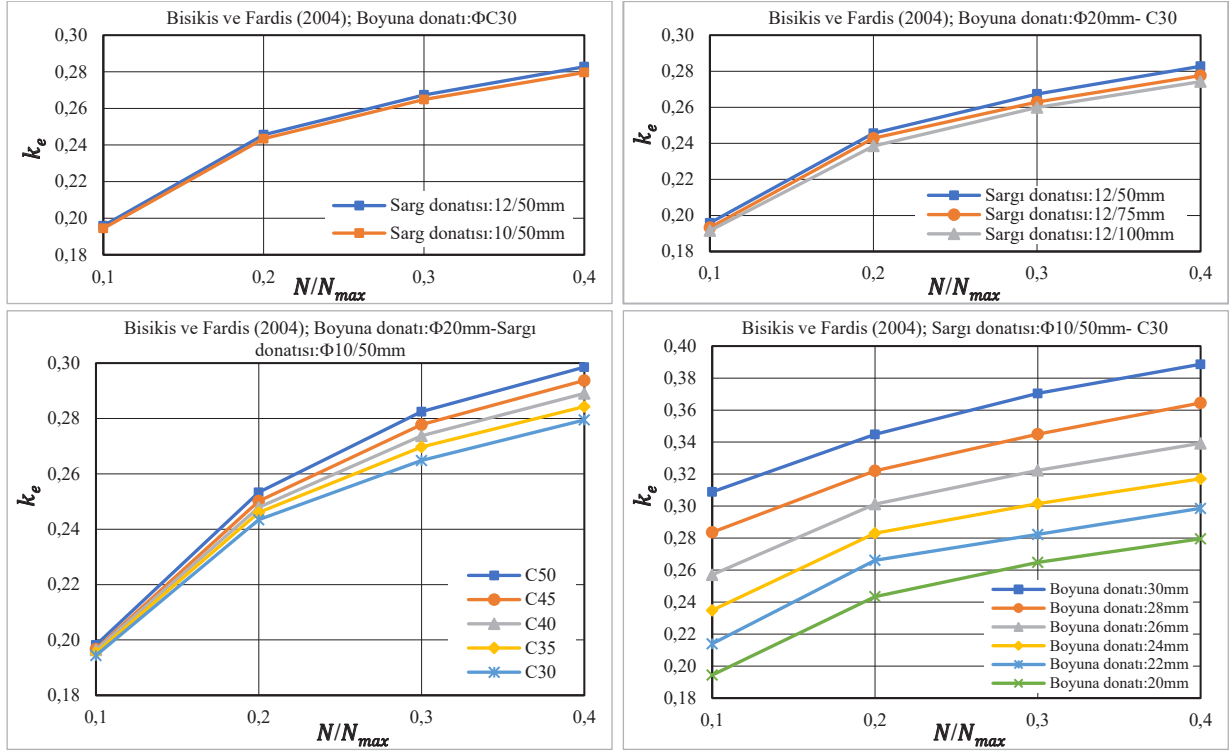 Bisikis ve Fardis (2004); Boyuna donatı:ΦC30
0,30
0,28
0,26
0,24
0,22
0,20
0,18
k_e
Sarg donatısı:12/50mm
Sarg donatısı:10/50mm
0,1
0,2
0,3
0,4
N/N_max
Bisikis ve Fardis (2004); Boyuna donatı:Φ20mm- C30
0,30
0,28
0,26
0,24
0,22
0,20
0,18
k_e
Sargı donatısı:12/50mm
Sargı donatısı:12/75mm
Sargı donatısı:12/100mm
0,1
0,2
0,3
0,4
N/N_max
Bisikis ve Fardis (2004); Boyuna donatı:Φ20mm-Sargı
donatısı:Φ10/50mm
0,30
0,28
0,26
0,24
0,22
0,20
0,18
k_e
C50
C45
C40
C35
C30
0,1
0,2
0,3
0,4
N/N_max
Bisikis ve Fardis (2004); Sargı donatısı:Φ10/50mm- C30
0,40
0,38
0,36
0,34
0,32
0,30
0,28
0,26
0,24
0,22
0,20
0,18
k_e
Boyuna donatı:30mm
Boyuna donatı:28mm
Boyuna donatı:26mm
Boyuna donatı:24mm
Boyuna donatı:22mm
Boyuna donatı:20mm
0,1
0,2
0,3
0,4
N/N_max